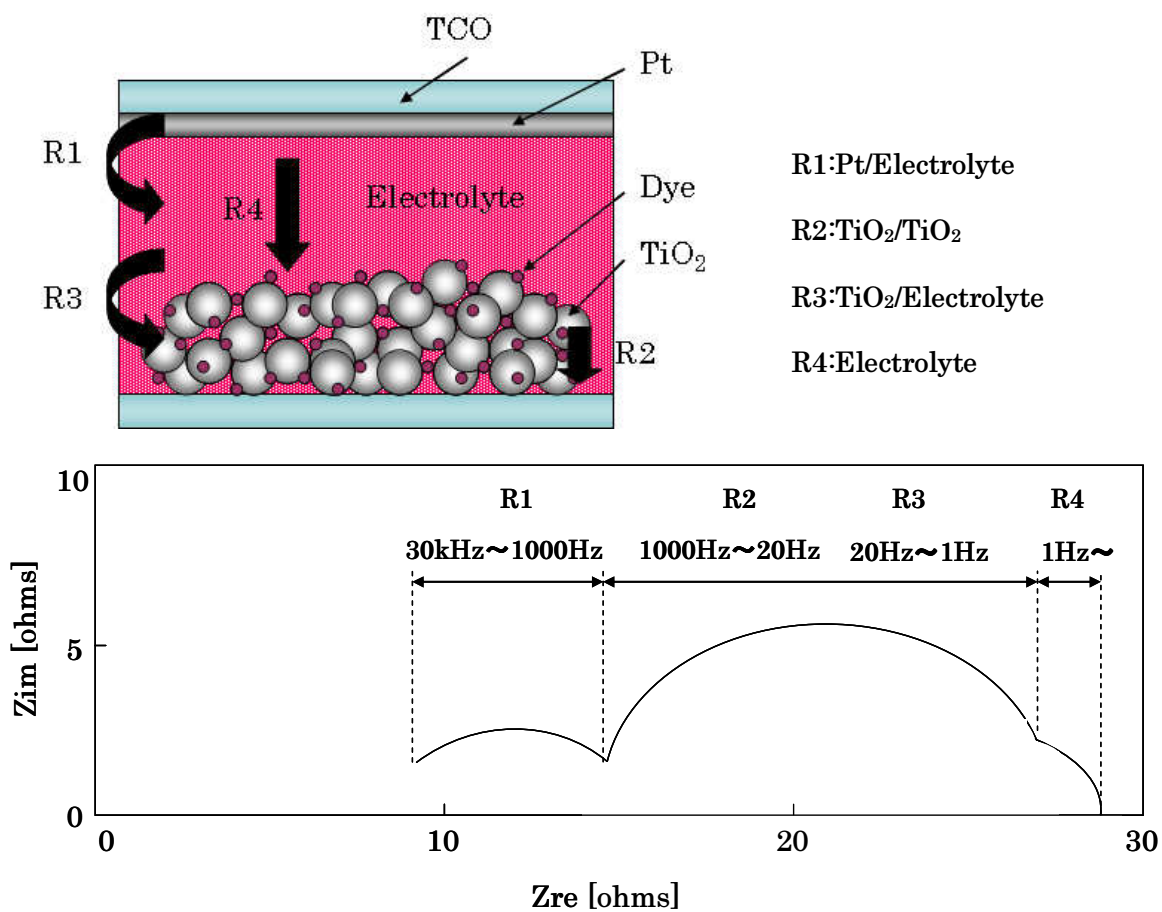 TCO
Pt
R1
R4
Electrolyte
Dye
TiO₂
R3
R2
R1:Pt/Electrolyte
R2:TiO₂/TiO₂
R3:TiO₂/Electrolyte
R4:Electrolyte
10
R1 R2 R3 R4
30kHz～1000Hz 1000Hz～20Hz 20Hz～1Hz 1Hz～
5
0
Zim [ohms]
0 10 20 30
Zre [ohms]